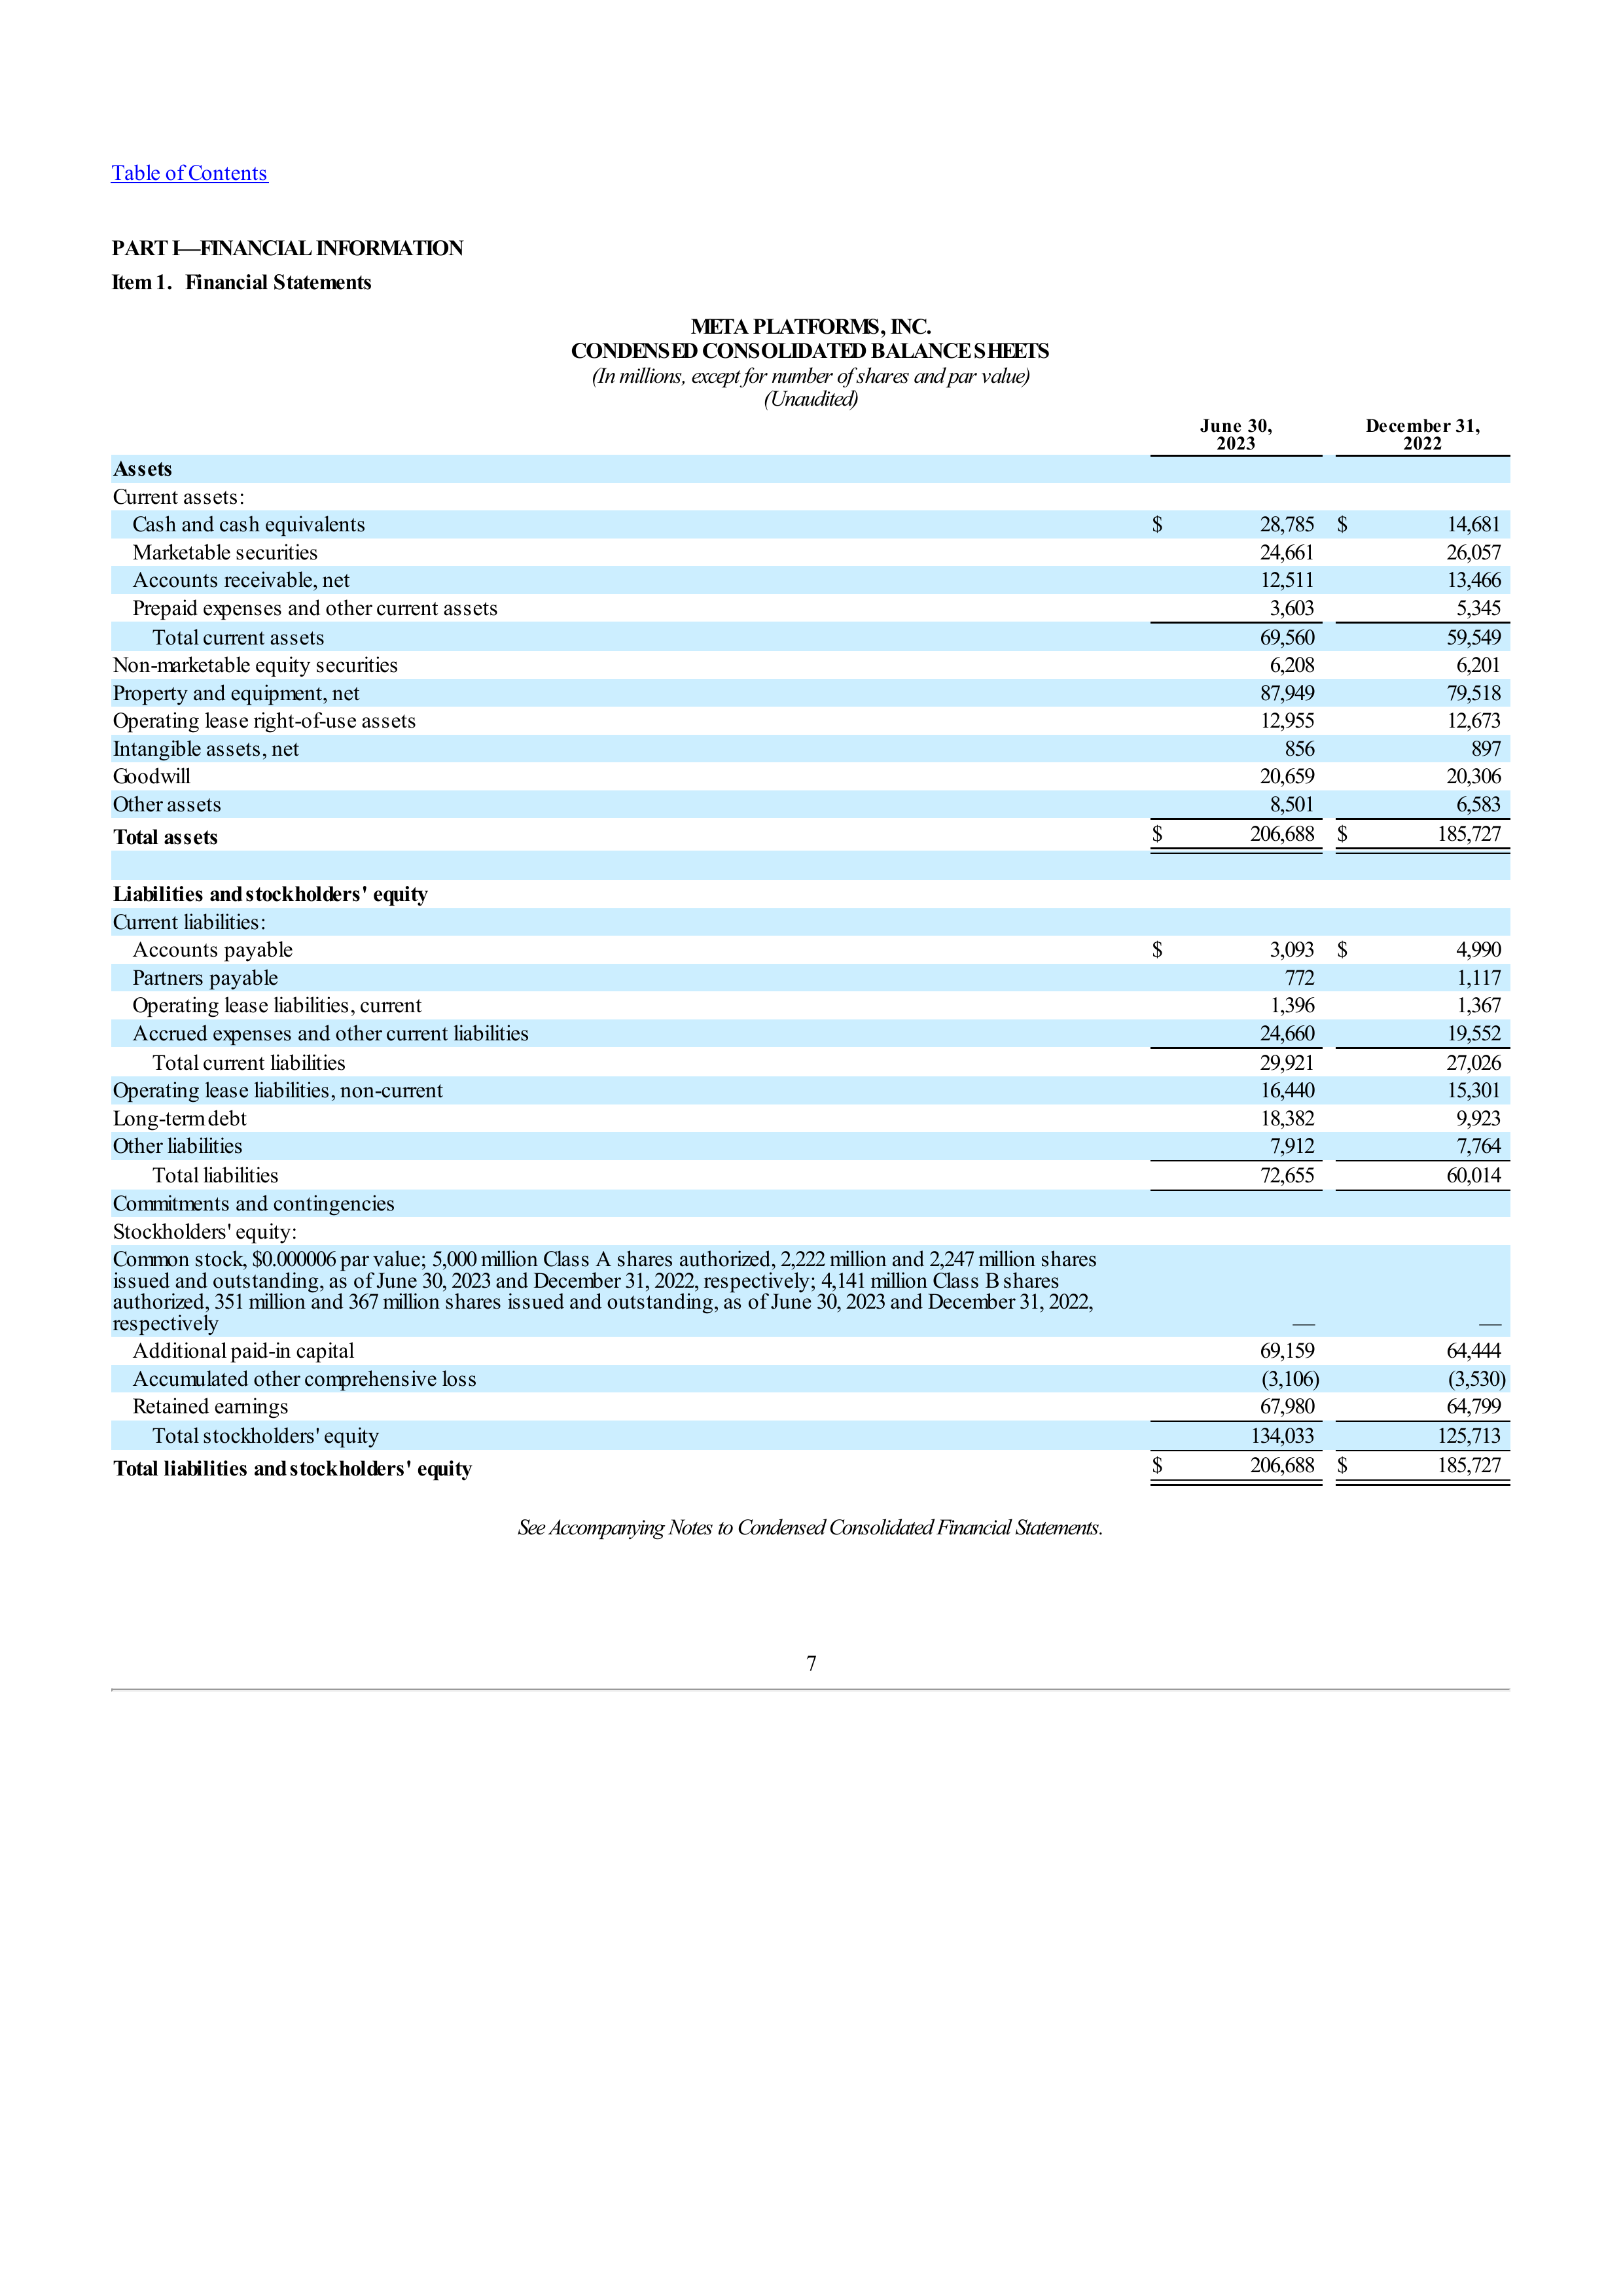 Table of Contents
PART I—FINANCIAL INFORMATION
Item 1. Financial Statements
META PLATFORMS, INC.
CONDENSED CONSOLIDATED BALANCE SHEETS
(In millions, except for number of shares and par value)
(Unaudited)
June 30, 2023 December 31, 2022
Assets
Current assets:
Cash and cash equivalents $ 28,785 $ 14,681
Marketable securities 24,661 26,057
Accounts receivable, net 12,511 13,466
Prepaid expenses and other current assets 3,603 5,345
Total current assets 69,560 59,549
Non-marketable equity securities 6,208 6,201
Property and equipment, net 87,949 79,518
Operating lease right-of-use assets 12,955 12,673
Intangible assets, net 856 897
Goodwill 20,659 20,306
Other assets 8,501 6,583
Total assets $ 206,688 $ 185,727
Liabilities and stockholders' equity
Current liabilities:
Accounts payable $ 3,093 $ 4,990
Partners payable 772 1,117
Operating lease liabilities, current 1,396 1,367
Accrued expenses and other current liabilities 24,660 19,552
Total current liabilities 29,921 27,026
Operating lease liabilities, non-current 16,440 15,301
Long-term debt 18,382 9,923
Other liabilities 7,912 7,764
Total liabilities 72,655 60,014
Commitments and contingencies
Stockholders' equity:
Common stock, $0.000006 par value; 5,000 million Class A shares authorized, 2,222 million and 2,247 million shares
issued and outstanding, as of June 30, 2023 and December 31, 2022, respectively; 4,141 million Class B shares
authorized, 351 million and 367 million shares issued and outstanding, as of June 30, 2023 and December 31, 2022,
respectively — —
Additional paid-in capital 69,159 64,444
Accumulated other comprehensive loss (3,106) (3,530)
Retained earnings 67,980 64,799
Total stockholders' equity 134,033 125,713
Total liabilities and stockholders' equity $ 206,688 $ 185,727
See Accompanying Notes to Condensed Consolidated Financial Statements.
7